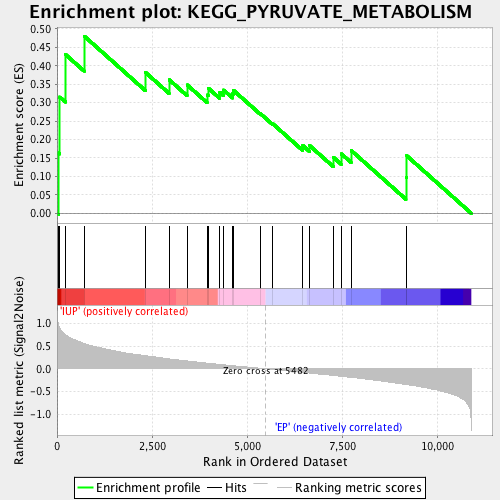 Enrichment plot: KEGG_PYRUVATE_METABOLISM
Enrichment score (ES)
0.50
0.45
0.40
0.35
0.30
0.25
0.20
0.15
0.10
0.05
0.00
Ranked list metric (Signal2Noise)
'IUP' (positively correlated)
1.0
0.5
0.0
-0.5
-1.0
Zero cross at 5482
'EP' (negatively correlated)
0
2,500
5,000
7,500
10,000
Rank in Ordered Dataset
Enrichment profile
Hits
Ranking metric scores